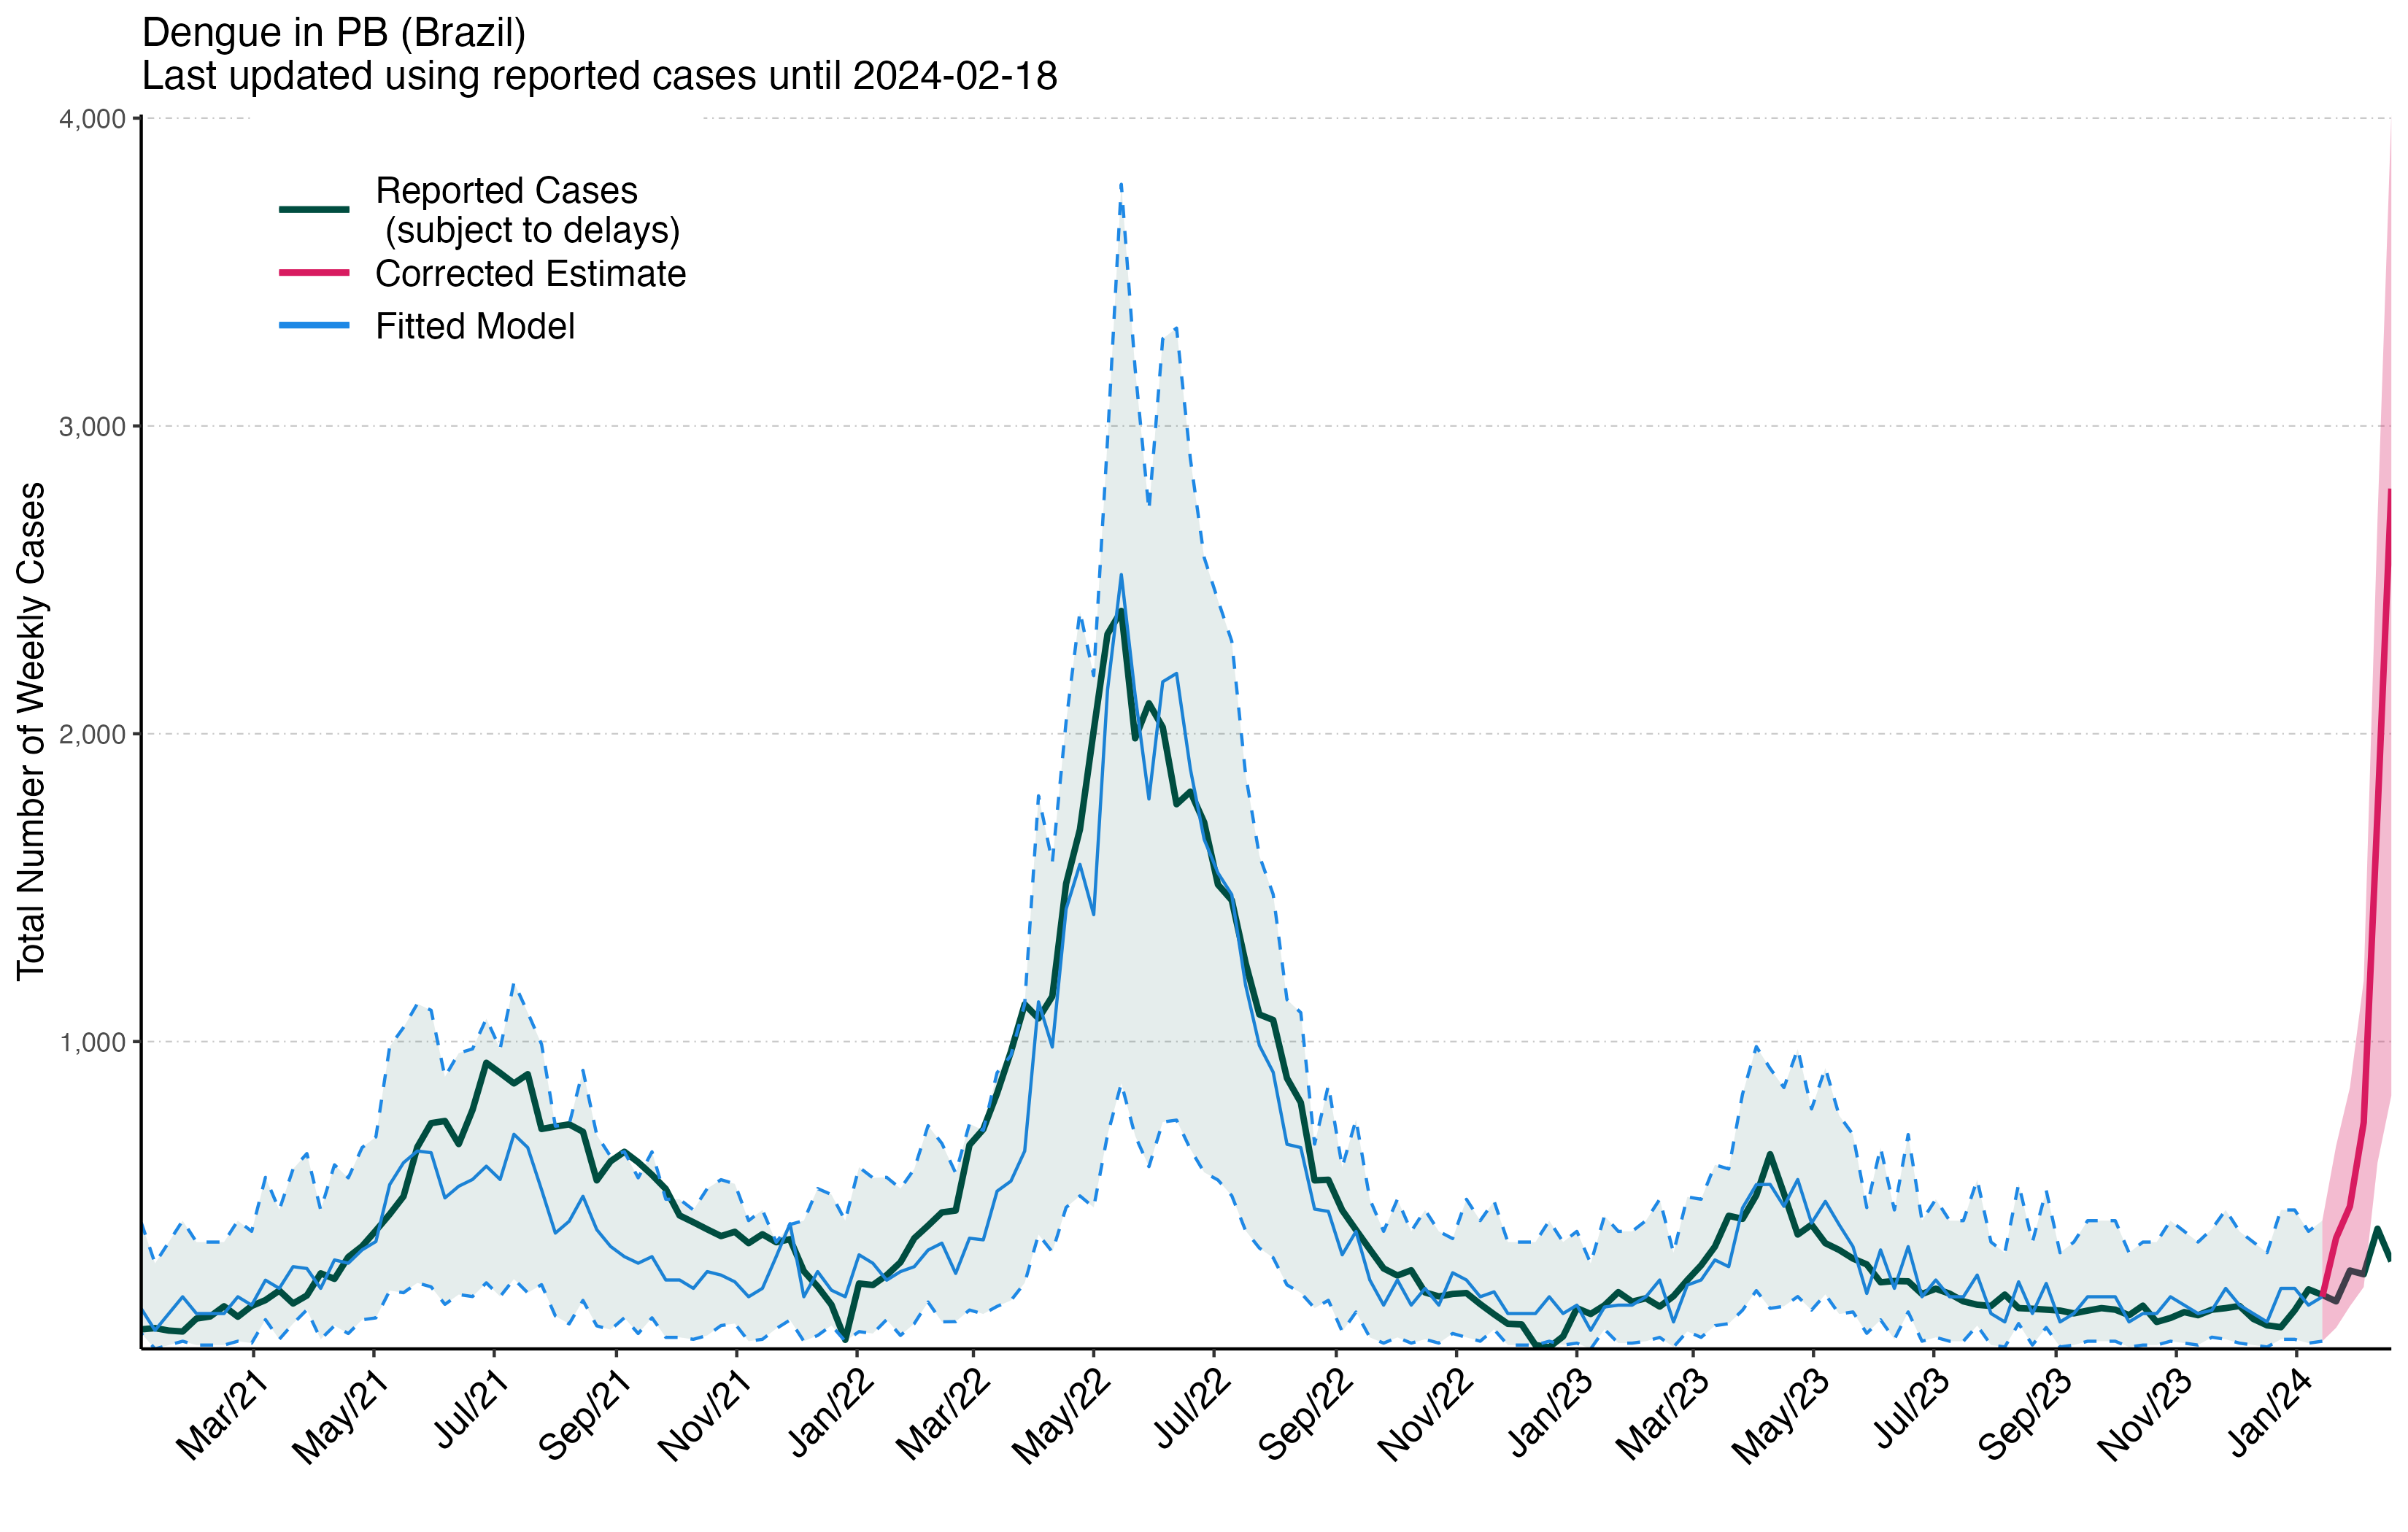 Dengue in PB (Brazil)
Last updated using reported cases until 2024-02-18
4,000
3,000
2,000
1,000
Total Number of Weekly Cases
Reported Cases
(subject to delays)
Corrected Estimate
Fitted Model
Mar/21
May/21
Jul/21
Sep/21
Nov/21
Jan/22
Mar/22
May/22
Jul/22
Sep/22
Nov/22
Jan/23
Mar/23
May/23
Jul/23
Sep/23
Nov/23
Jan/24